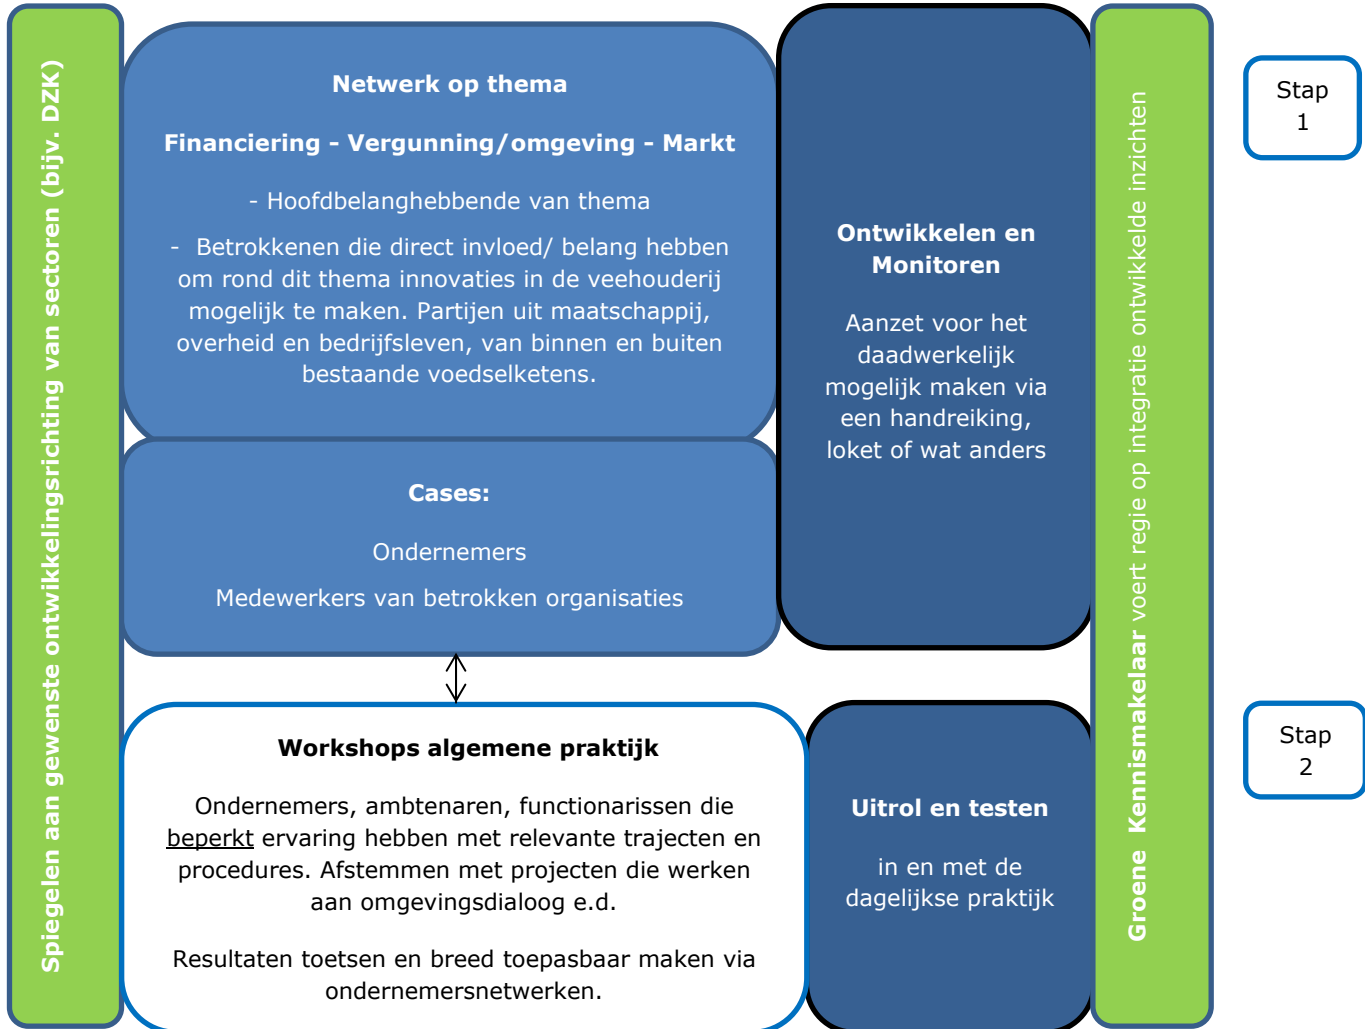 Spiegelen aan gewenste ontwikkelingsrichting van sectoren (bijv. DZK)
Netwerk op thema
Financiering - Vergunning/omgeving - Markt
- Hoofdbelanghebbende van thema
- Betrokkenen die direct invloed/ belang hebben
om rond dit thema innovaties in de veehouderij
mogelijk te maken. Partijen uit maatschappij,
overheid en bedrijfsleven, van binnen en buiten
bestaande voedselketens.
Cases:
Ondernemers
Medewerkers van betrokken organisaties
Ontwikkelen en
Monitoren
Aanzet voor het
daadwerkelijk
mogelijk maken via
een handreiking,
loket of wat anders
Groene Kennismakelaar voert regie op integratie ontwikkelde inzichten
Stap
1
Workshops algemene praktijk
Ondernemers, ambtenaren, functionarissen die
beperkt ervaring hebben met relevante trajecten en
procedures. Afstemmen met projecten die werken
aan omgevingsdialoog e.d.
Resultaten toetsen en breed toepasbaar maken via
ondernemersnetwerken.
Uitrol en testen
in en met de
dagelijkse praktijk
Stap
2